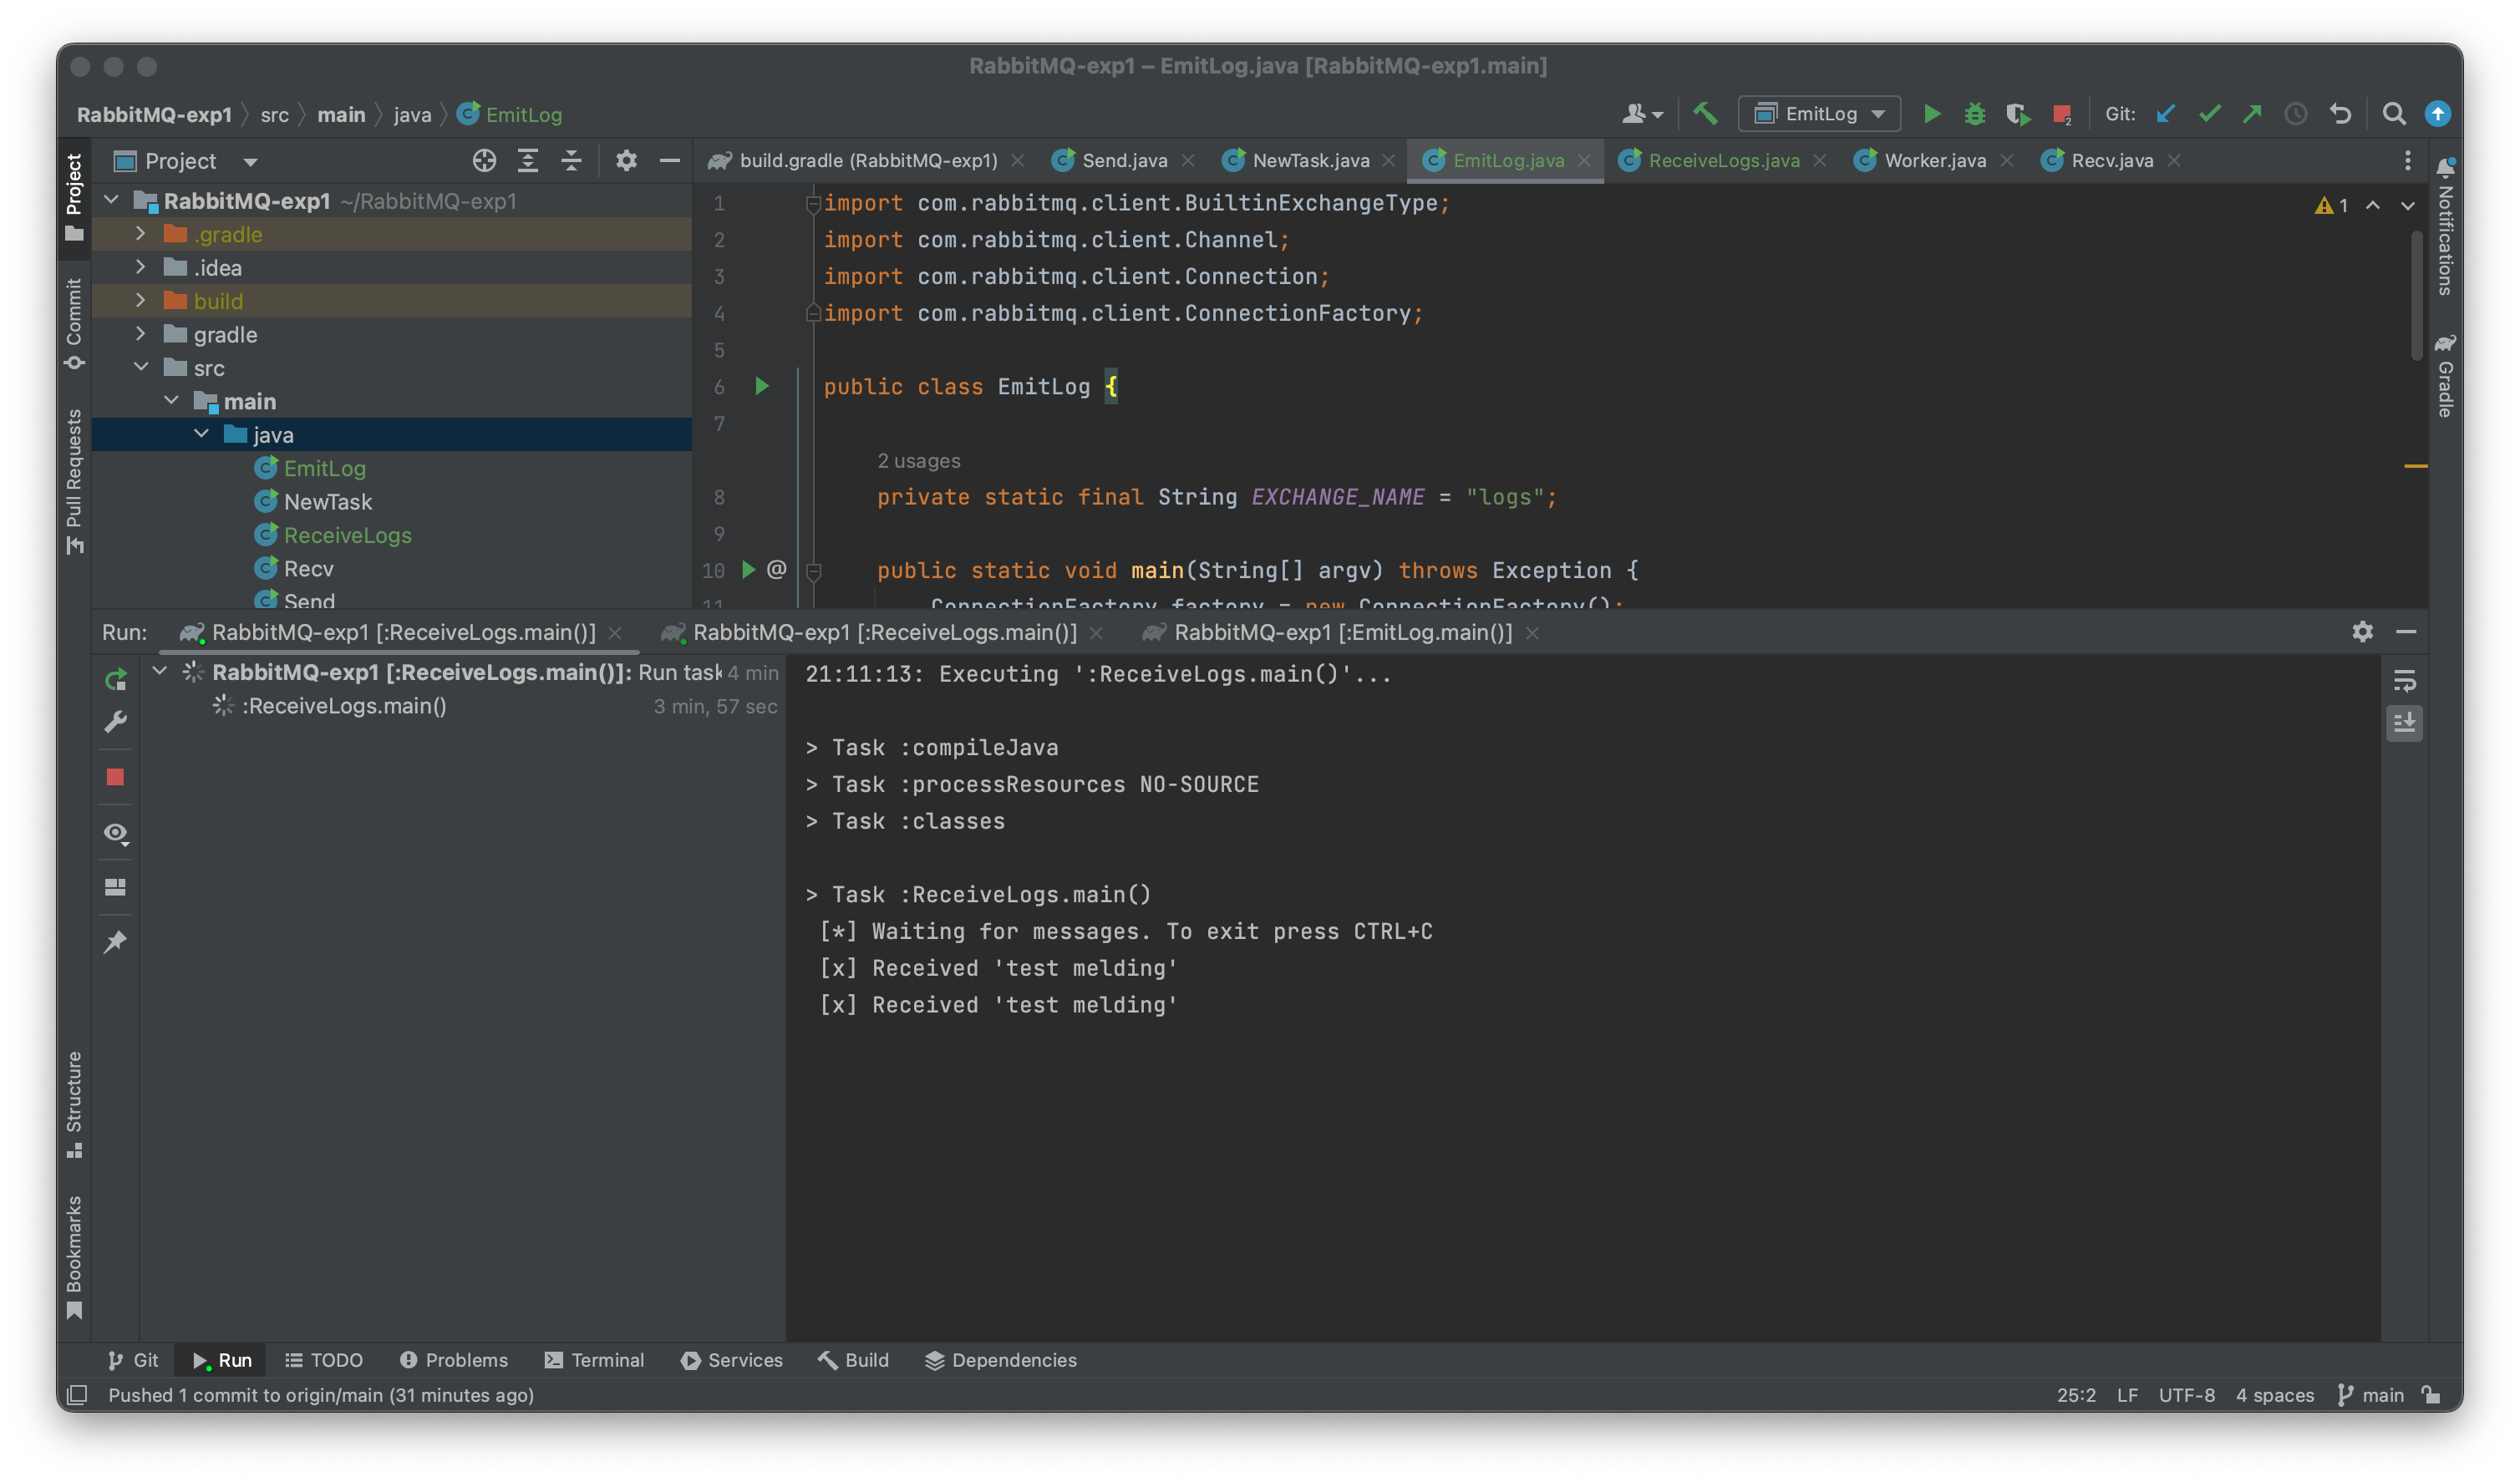 RabbitMQ-exp1 – EmitLog.java [RabbitMQ-exp1.main]
RabbitMQ-exp1 src main java EmitLog
EmitLog Git:
Project
build.gradle (RabbitMQ-exp1) Send.java NewTask.java EmitLog.java ReceiveLogs.java Worker.java Recv.java
Project
Commit
Pull Requests
Structure
Bookmarks
Notifications
Gradle
RabbitMQ-exp1 ~/RabbitMQ-exp1
.gradle
.idea
build
gradle
src
main
java
EmitLog
NewTask
ReceiveLogs
Recv
Send
1 import com.rabbitmq.client.BuiltinExchangeType; 1
2 import com.rabbitmq.client.Channel;
3 import com.rabbitmq.client.Connection;
4 import com.rabbitmq.client.ConnectionFactory;
5
6 public class EmitLog {
7
2 usages
8 private static final String EXCHANGE_NAME = "logs";
9
10 @ public static void main(String[] argv) throws Exception {
11 ConnectionFactory factory = new ConnectionFactory();
Run: RabbitMQ-exp1 [:ReceiveLogs.main()] RabbitMQ-exp1 [:ReceiveLogs.main()] RabbitMQ-exp1 [:EmitLog.main()]
RabbitMQ-exp1 [:ReceiveLogs.main()]: Run task 4 min
:ReceiveLogs.main() 3 min, 57 sec
21:11:13: Executing ':ReceiveLogs.main()'...
> Task :compileJava
> Task :processResources NO-SOURCE
> Task :classes
> Task :ReceiveLogs.main()
[*] Waiting for messages. To exit press CTRL+C
[x] Received 'test melding'
[x] Received 'test melding'
Git Run TODO Problems Terminal Services Build Dependencies
Pushed 1 commit to origin/main (31 minutes ago) 25:2 LF UTF-8 4 spaces main